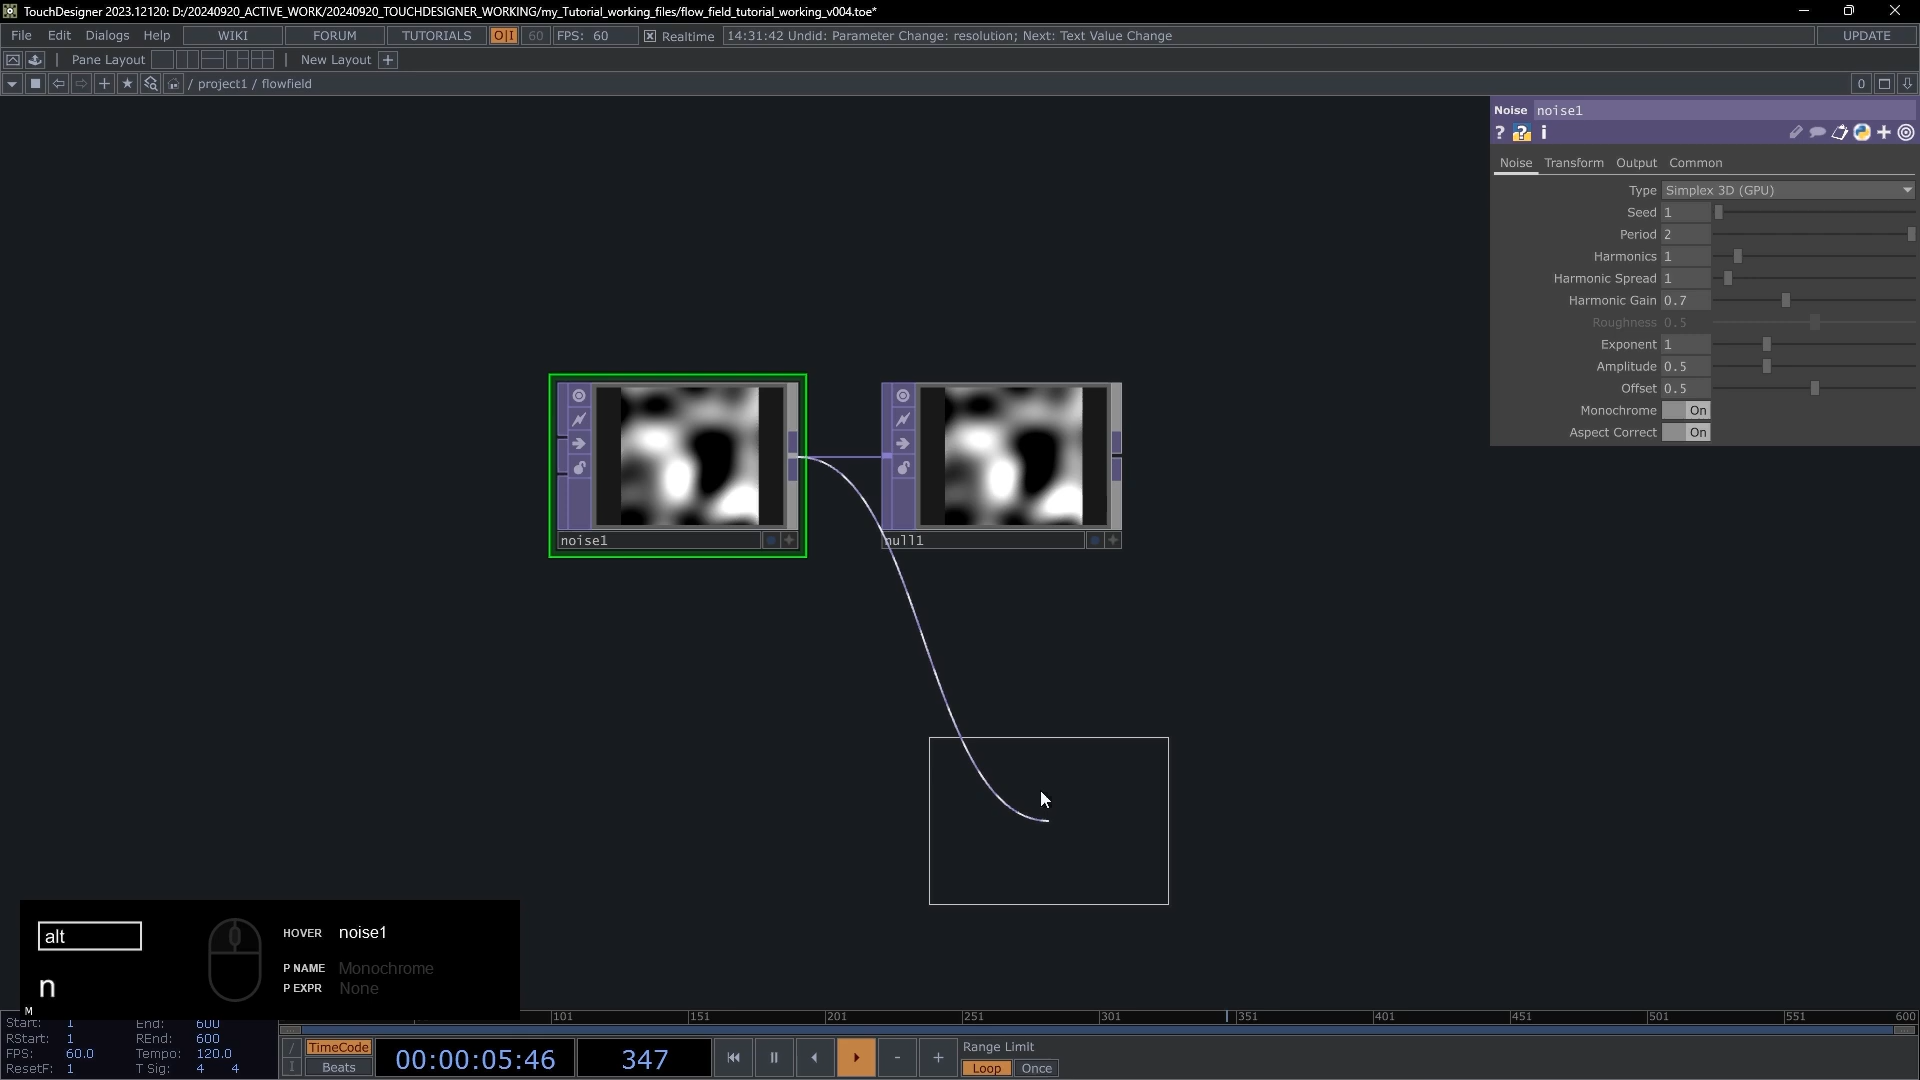 TouchDesigner 2023.12120: D:/20240920_ACTIVE_WORK/20240920_TOUCHDESIGNER_WORKING/my_Tutorial_working_files/flow_field_tutorial_working_v004.toe*
File Edit Dialogs Help WIKI FORUM TUTORIALS O|I 60 FPS: 60 Realtime 14:31:42 Undid: Parameter Change: resolution; Next: Text Value Change UPDATE
Pane Layout New Layout
/ project1 / flowfield 0
Noise noise1
Noise Transform Output Common
Type Simplex 3D (GPU)
Seed 1
Period 2
Harmonics 1
Harmonic Spread 1
Harmonic Gain 0.7
Roughness 0.5
Exponent 1
Amplitude 0.5
Offset 0.5
Monochrome On
Aspect Correct On
noise1
null1
alt
HOVER noise1
n
P NAME Monochrome
P EXPR None
M
Start: 1 End: 600
RStart: 1 REnd: 600
FPS: 60.0 Tempo: 120.0
ResetF: 1 T Sig: 4 4
101 151 201 251 301 351 401 451 501 551 600
TimeCode
Beats
00:00:05:46
347
Range Limit
Loop Once